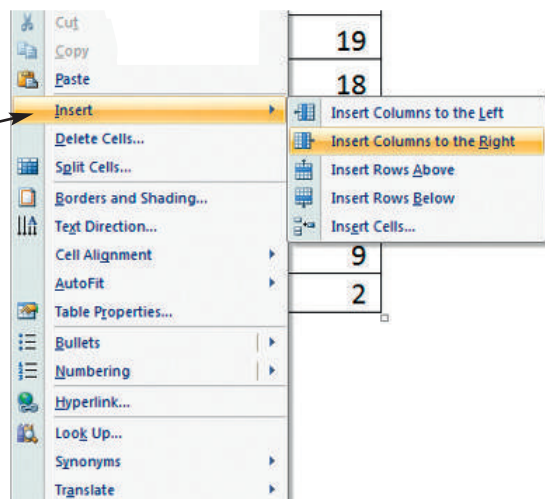 Cut
Copy
Paste
Insert
Delete Cells...
Split Cells...
Borders and Shading...
Text Direction...
Cell Alignment
AutoFit
Table Properties...
Bullets
Numbering
Hyperlink...
Look Up...
Synonyms
Translate
19
18
Insert Columns to the Left
Insert Columns to the Right
Insert Rows Above
Insert Rows Below
Insert Cells...
9
2